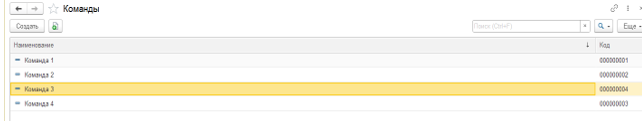 Команды
Создать
Поиск (Ctrl+F)
Еще
Наименование Код
Команда 1 000000001
Команда 2 000000002
Команда 3 000000004
Команда 4 000000003